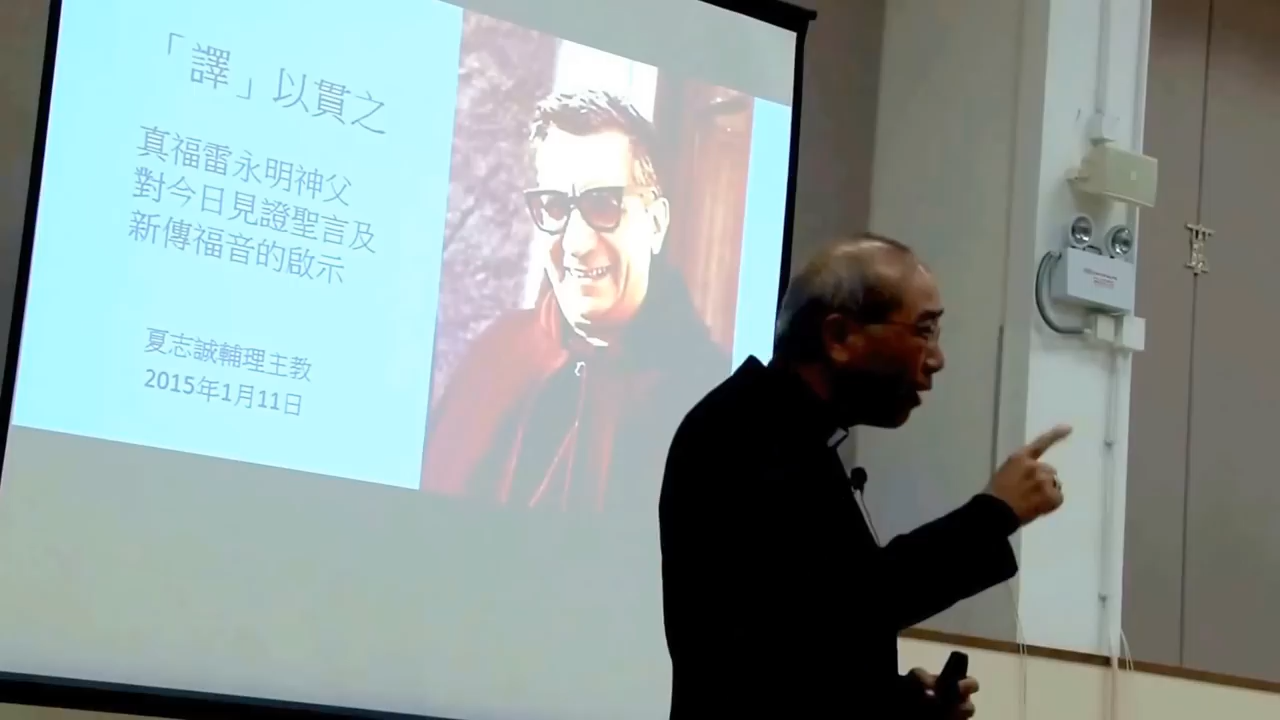 「譯」以貫之
真福雷永明神父
對今日見證聖言及
新傳福音的啟示
夏志誠輔理主教
2015年1月11日